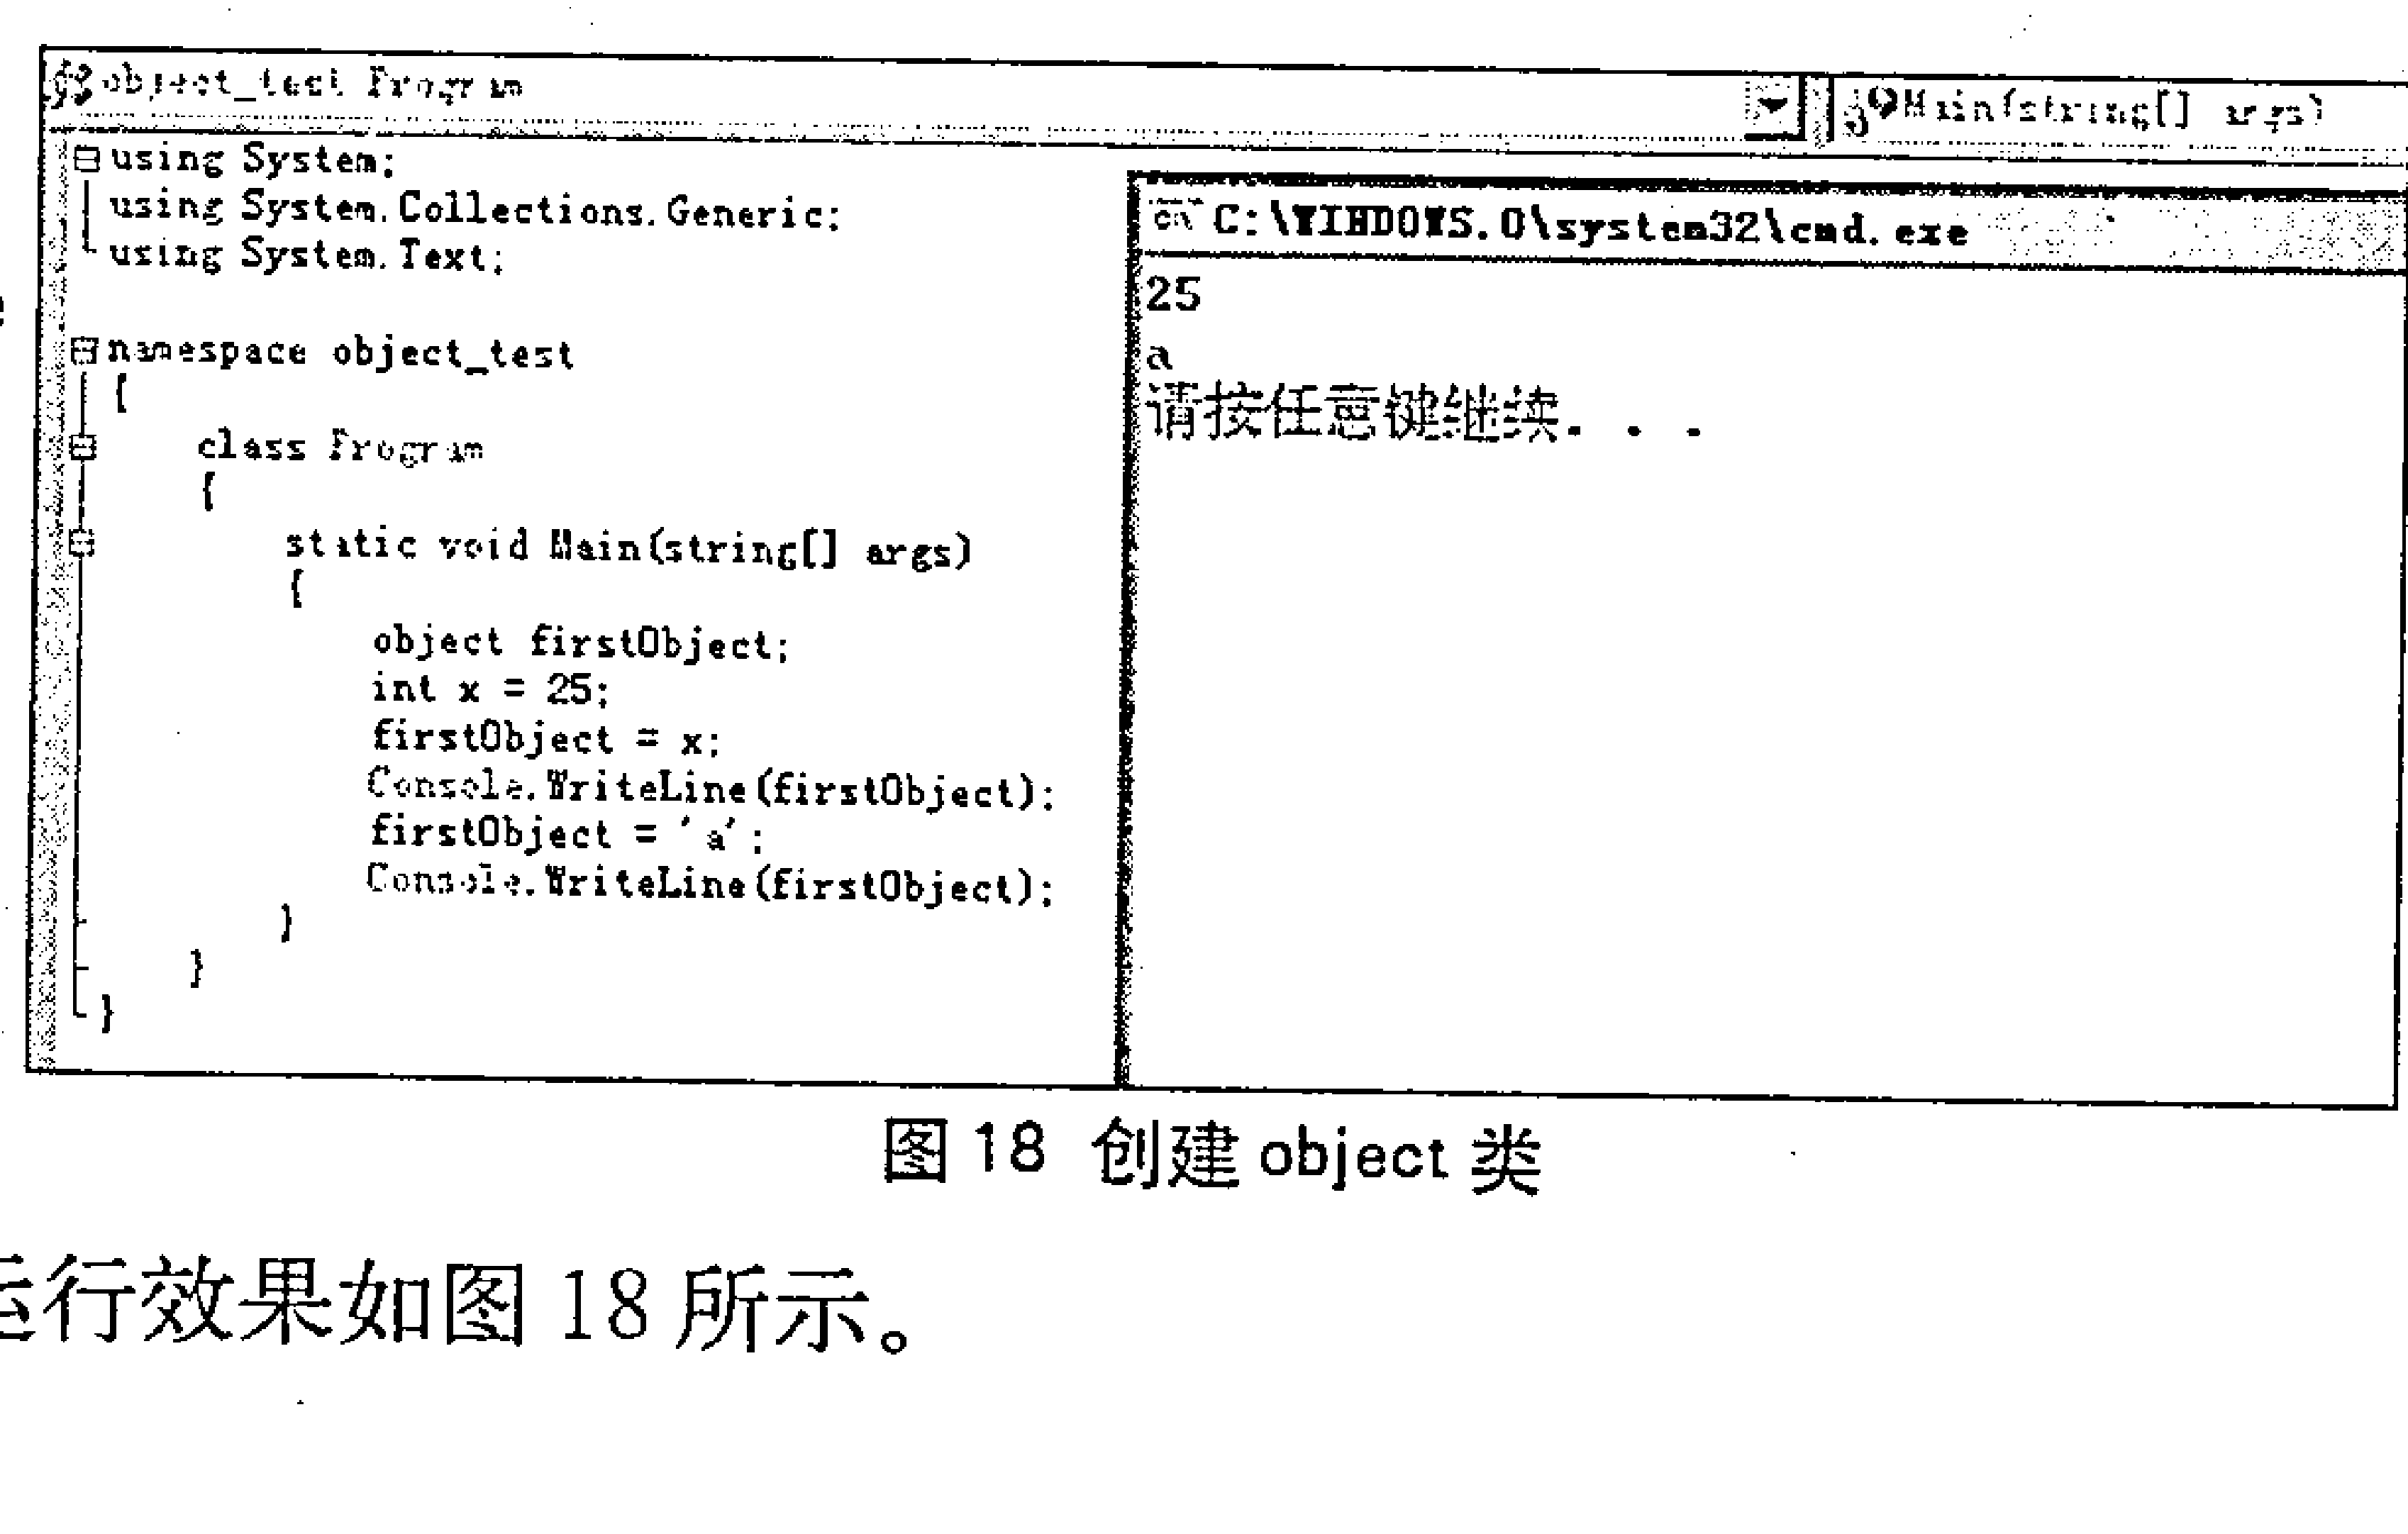 object_test Program
Main(string[] args)
using System;
using System.Collections.Generic;
using System.Text;
namespace object_test
{
class Program
{
static void Main(string[] args)
{
object firstObject;
int x = 25;
firstObject = x;
Console.WriteLine(firstObject);
firstObject = 'a';
Console.WriteLine(firstObject);
}
}
}
C:\WINDOWS.0\system32\cmd.exe
25
a
请按任意键继续. . .
图 18 创建 object 类
运行效果如图 18 所示。